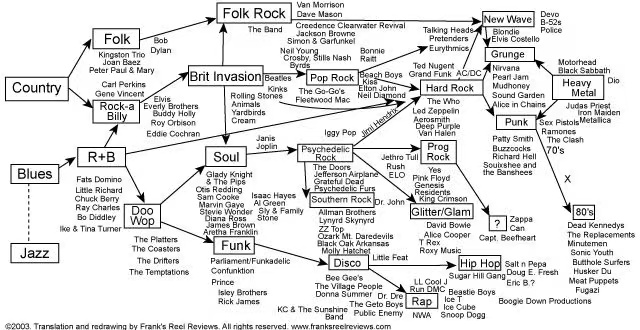 Folk Rock
Van Morrison
Dave Mason
The Band
Creedence Clearwater Revival
Jackson Browne
Simon & Garfunkel
New Wave
Devo
B-52s
Police
Talking Heads
Pretenders
Eurythmics
Blondie
Elvis Costello
Folk
Kingston Trio
Joan Baez
Peter Paul & Mary
Bob
Dylan
Neil Young
Crosby, Stills Nash
Byrds
Bonnie
Raitt
Grunge
Nirvana
Pearl Jam
Mudhoney
Sound Garden
Alice in Chains
Motorhead
Black Sabbath
Heavy
Metal
Dio
Judas Priest
Iron Maiden
Metallica
Country
Carl Perkins
Gene Vincent
Rock-a
Billy
Elvis
Everly Brothers
Buddy Holly
Roy Orbison
Eddie Cochran
Brit Invasion
Beatles
Kinks
Rolling Stones
Animals
Yardbirds
Cream
Pop Rock
Beach Boys
Kiss
Elton John
Neil Diamond
The Go-Go's
Fleetwood Mac
Ted Nugent
Grand Funk
AC/DC
Hard Rock
The Who
Led Zeppelin
Aerosmith
Deep Purple
Van Halen
Jimi Hendrix
Punk
Sex Pistols
Ramones
The Clash
70's
Patty Smith
Buzzcocks
Richard Hell
Souixshee and
the Banshees
X
80's
Dead Kennedys
The Replacements
Minutemen
Sonic Youth
Butthole Surfers
Husker Du
Meat Puppets
Fugazi
Blues
R+B
Fats Domino
Little Richard
Chuck Berry
Ray Charles
Bo Diddley
Ike & Tina Turner
Jazz
Doo
Wop
The Platters
The Coasters
The Drifters
The Temptations
Soul
Janis
Joplin
Glady Knight
& The Pips
Otis Redding
Sam Cooke
Marvin Gaye
Stevie Wonder
Diana Ross
James Brown
Aretha Franklin
Isaac Hayes
Al Green
Sly & Family
Stone
Iggy Pop
Psychedelic
Rock
The Doors
Jefferson Airplane
Grateful Dead
Psychedelic Furs
Southern Rock
Dr. John
Allman Brothers
Lynyrd Skynyrd
ZZ Top
Ozark Mt. Daredevils
Black Oak Arkansas
Molly Hatchet
Jethro Tull
Rush
ELO
Prog
Rock
Yes
Pink Floyd
Genesis
Residents
King Crimson
Glitter/Glam
David Bowie
Alice Cooper
T Rex
Roxy Music
?
Zappa
Can
Capt. Beefheart
Funk
Parliament/Funkadelic
Confunktion
Prince
Isley Brothers
Rick James
Disco
Little Feat
Bee Gee's
The Village People
Donna Summer
KC & The Sunshine
Band
Hip Hop
Sugar Hill Gang
Salt n Pepa
Doug E. Fresh
Eric B.?
Rap
NWA
Dr. Dre
The Geto Boys
Public Enemy
LL Cool J
Run DMC
Beastie Boys
Ice T
Ice Cube
Snoop Dogg
Boogie Down Productions
©2003. Translation and redrawing by Frank's Reel Reviews. All rights reserved. www.franksreelreviews.com